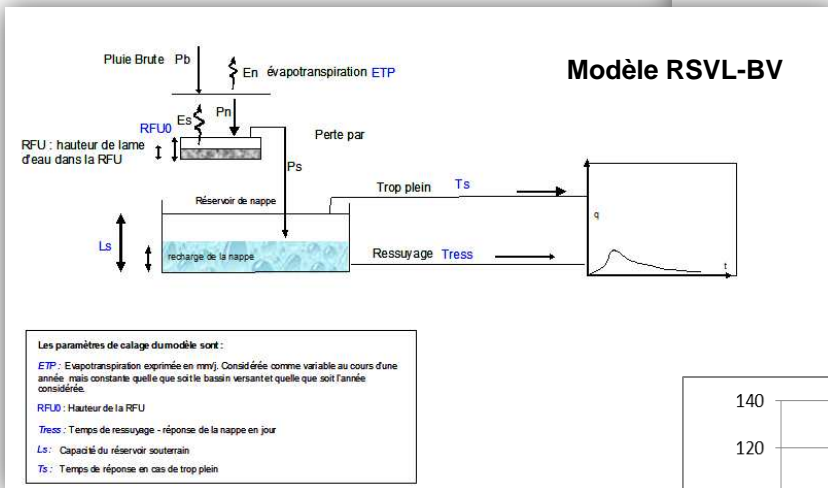 Modèle RSVL-BV
Pluie Brute Pb
En évapotranspiration ETP
Es
Pn
RFU0
RFU : hauteur de lame
d'eau dans la RFU
Perte par
Ps
Trop plein Ts
Réservoir de nappe
q
Ls
recharge de la nappe
Ressuyage Tress
t
Les paramètres de calage du modèle sont :
ETP : Evapotranspiration exprimée en mm/j. Considérée comme variable au cours d'une
année mais constante quelle que soit le bassin versant et quelle que soit l'année
considérée.
RFU0 : Hauteur de la RFU
Tress : Temps de ressuyage - réponse de la nappe en jour
Ls : Capacité du réservoir souterrain
Ts : Temps de réponse en cas de trop plein
140
120